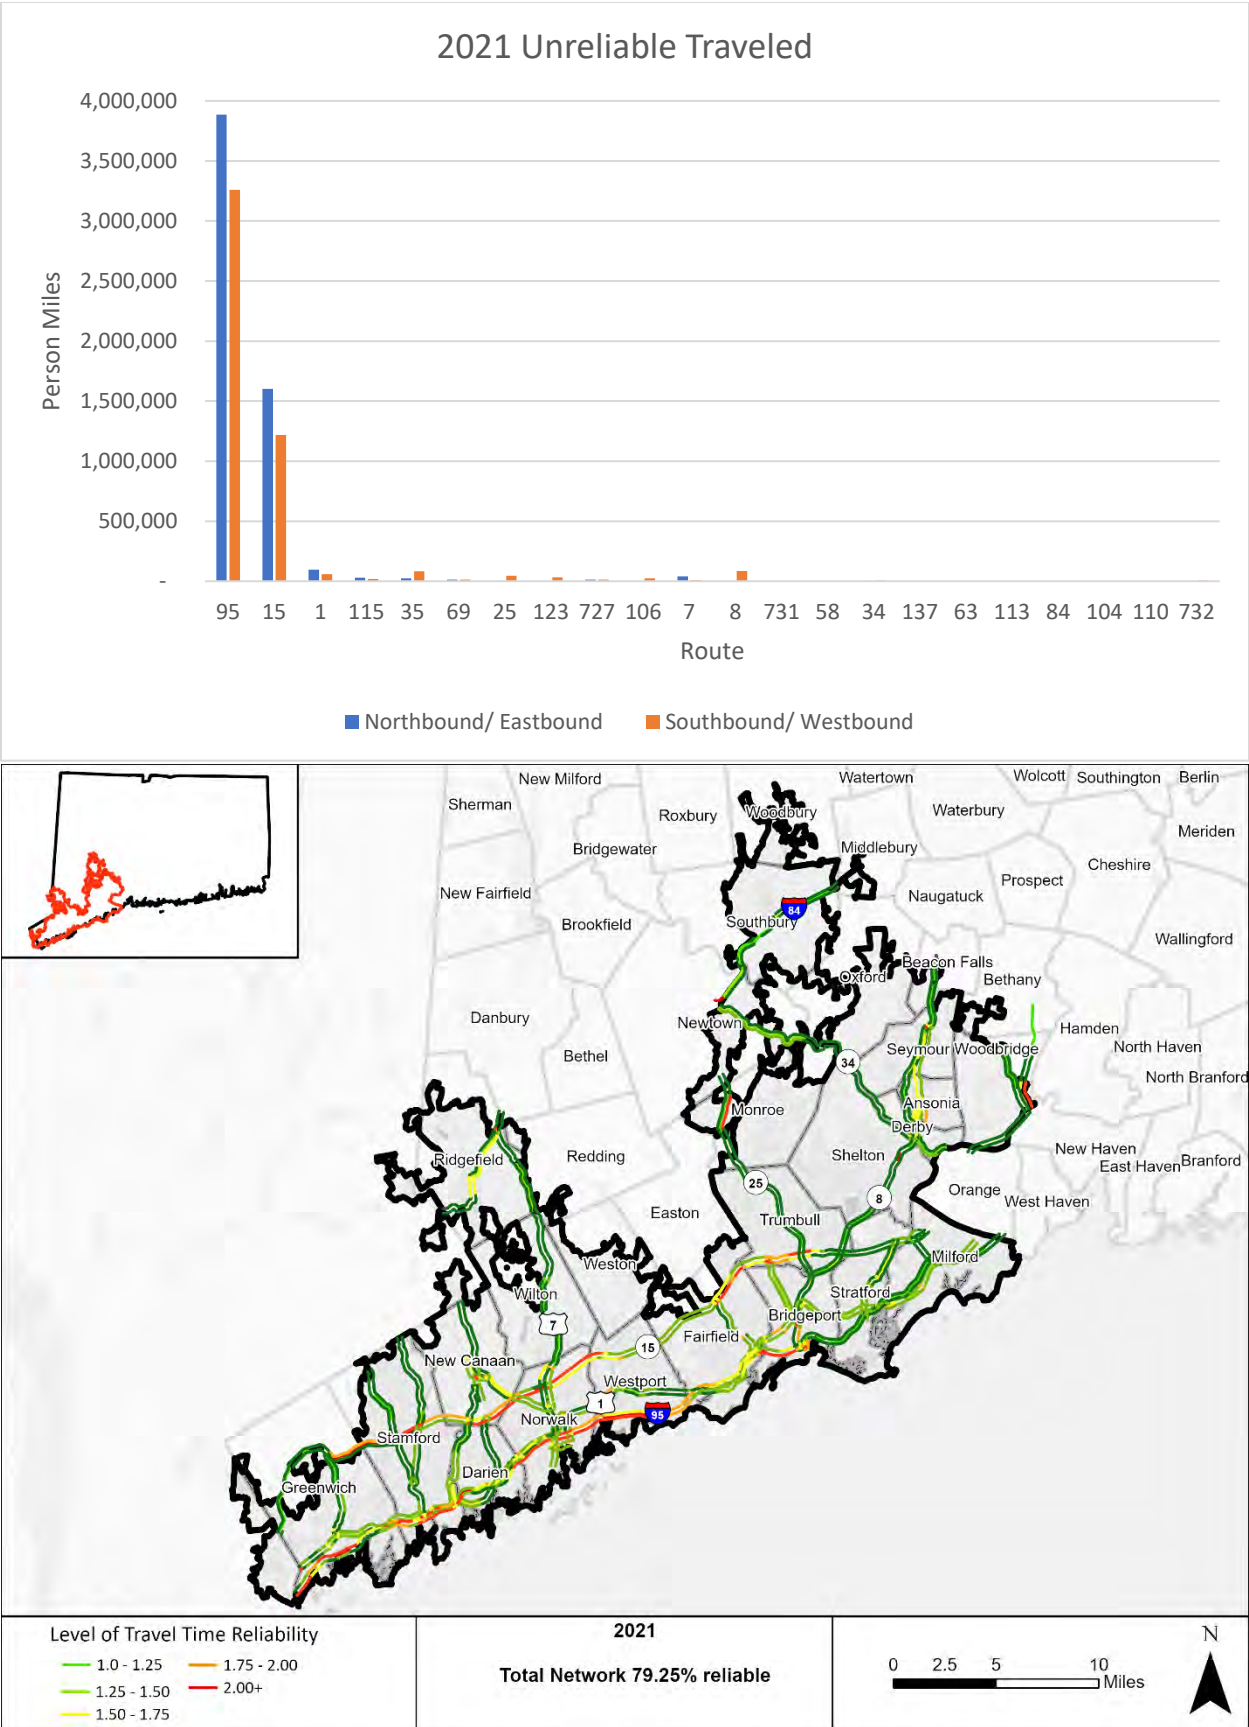 2021 Unreliable Traveled
4,000,000
3,500,000
3,000,000
2,500,000
2,000,000
1,500,000
1,000,000
500,000
-
Person Miles
95 15 1 115 35 69 25 123 727 106 7 8 731 58 34 137 63 113 84 104 110 732
Route
Northbound/ Eastbound Southbound/ Westbound
New Milford Watertown Wolcott Southington Berlin
Sherman Roxbury Woodbury Waterbury
Meriden
Bridgewater Middlebury Cheshire
Prospect
New Fairfield Naugatuck
84
Brookfield Southbury
Wallingford
Beacon Falls
Oxford Bethany
Danbury Newtown Hamden
Bethel 34 Seymour Woodbridge North Haven
North Branford
Monroe Ansonia
Derby
Ridgefield Redding Shelton New Haven
East Haven Branford
25 8 Orange West Haven
Easton Trumbull
Weston Milford
Wilton Stratford
7 Bridgeport
15 Fairfield
New Canaan
Westport
1 95
Norwalk
Stamford
Darien
Greenwich
Level of Travel Time Reliability
1.0 - 1.25 1.75 - 2.00
1.25 - 1.50 2.00+
1.50 - 1.75
2021
Total Network 79.25% reliable
0 2.5 5 10
Miles
N